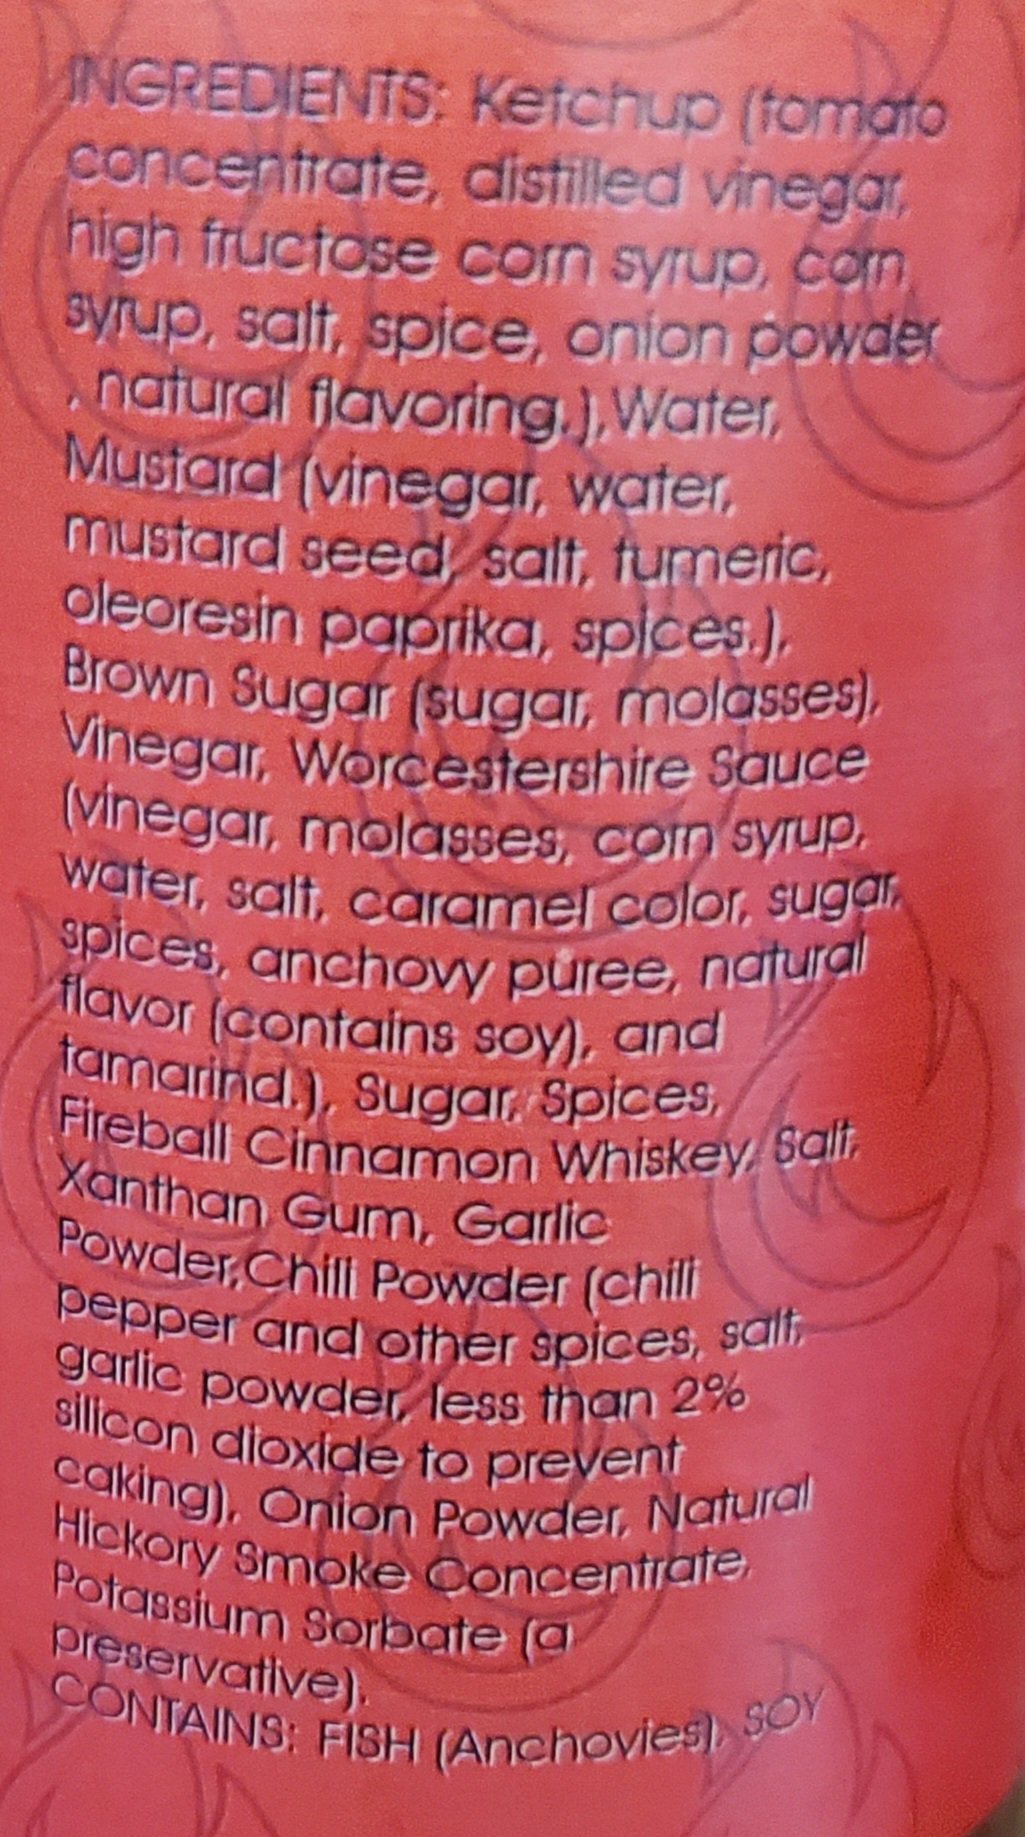 INGREDIENTS: Ketchup (tomato
concentrate, distilled vinegar,
high fructose corn syrup, corn
syrup, salt, spice, onion powder
, natural flavoring.),Water,
Mustard (vinegar, water,
mustard seed, salt, tumeric,
oleoresin paprika, spices.),
Brown Sugar (sugar, molasses),
Vinegar, Worcestershire Sauce
(vinegar, molasses, corn syrup,
water, salt, caramel color, sugar,
spices, anchovy puree, natural
flavor (contains soy), and
tamarind.), Sugar, Spices,
Fireball Cinnamon Whiskey, Salt,
Xanthan Gum, Garlic
Powder,Chili Powder (chili
pepper and other spices, salt,
garlic powder, less than 2%
silicon dioxide to prevent
caking), Onion Powder, Natural
Hickory Smoke Concentrate,
Potassium Sorbate (a
preservative).
CONTAINS: FISH (Anchovies), SOY